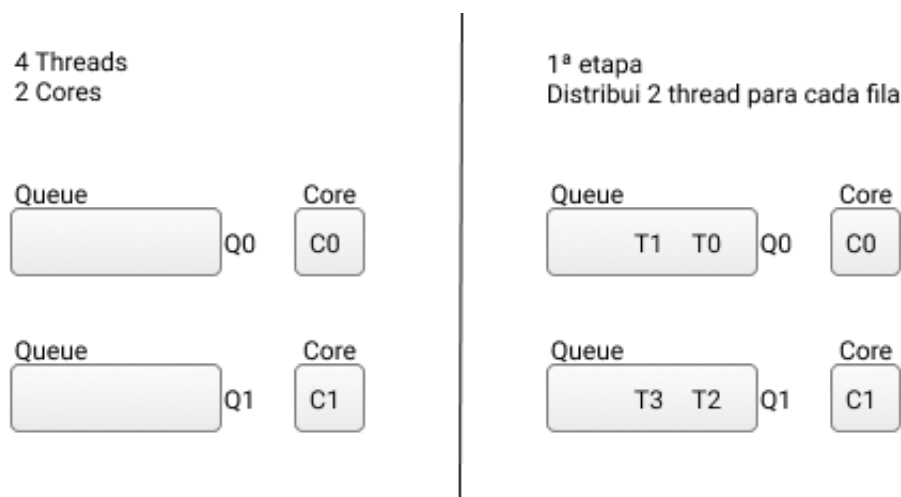 4 Threads
2 Cores
Queue
Core
Q0
C0
Queue
Core
Q1
C1
1ª etapa
Distribui 2 thread para cada fila
Queue
Core
T1 T0
Q0
C0
Queue
Core
T3 T2
Q1
C1